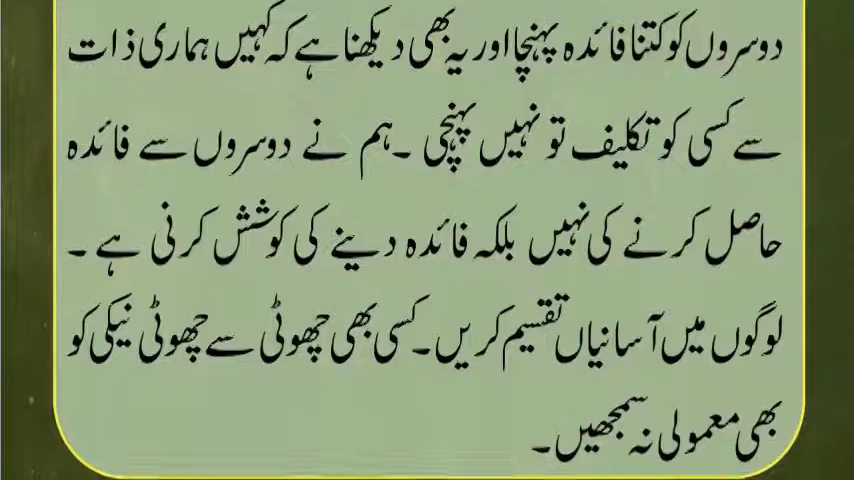 دوسروں کو کتنا فائدہ پہنچا اور یہ بھی دیکھنا ہے کہ کہیں ہماری ذات
سے کسی کو تکلیف تو نہیں پہنچی ۔ ہم نے دوسروں سے فائدہ
حاصل کرنے کی نہیں بلکہ فائدہ دینے کی کوشش کرنی ہے ۔
لوگوں میں آسانیاں تقسیم کریں ۔ کسی بھی چھوٹی سے چھوٹی نیکی کو
بھی معمولی نہ سمجھیں ۔